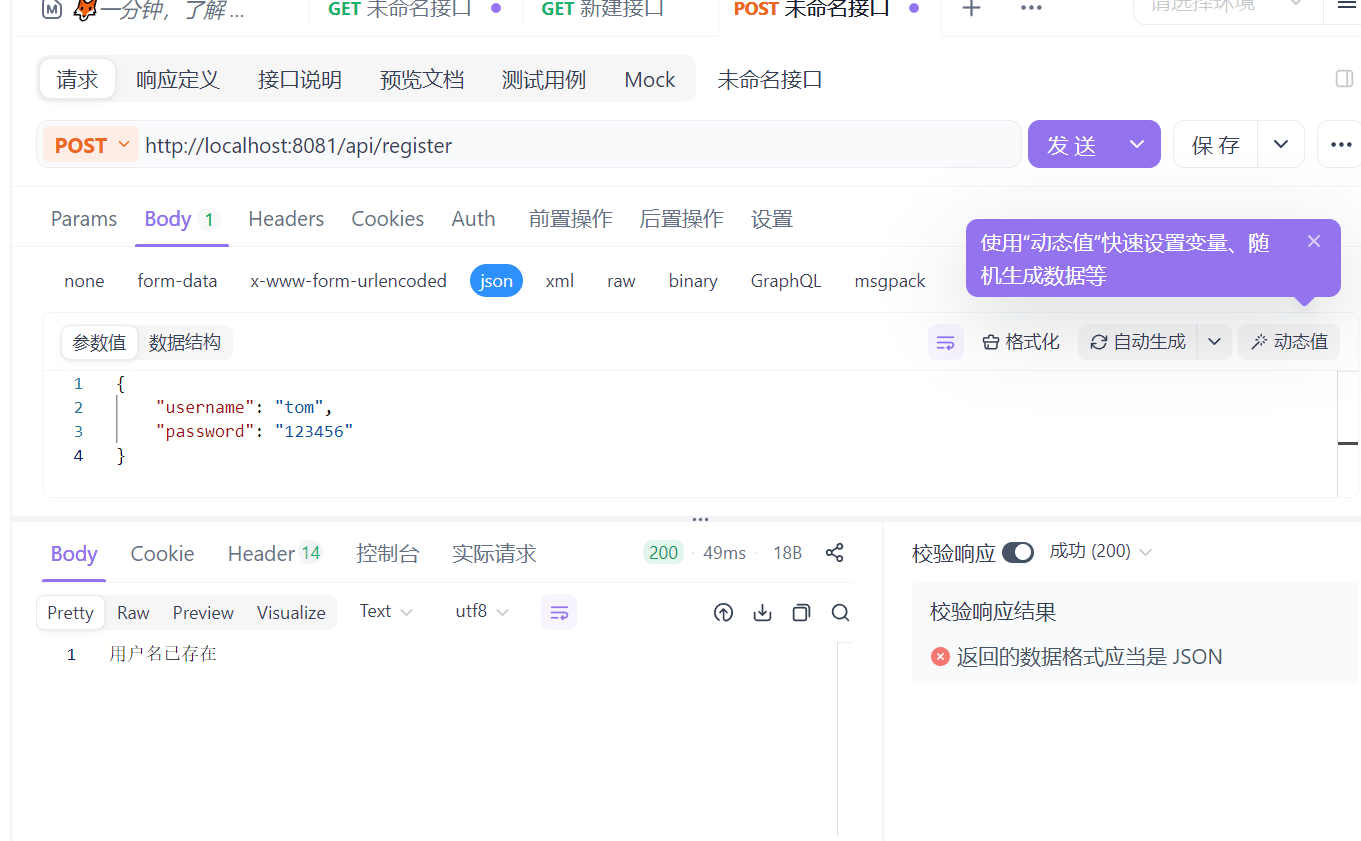 一分钟，了解 ...
GET 未命名接口
GET 新建接口
POST 未命名接口
请选择环境
请求 响应定义 接口说明 预览文档 测试用例 Mock 未命名接口
POST http://localhost:8081/api/register 发送 保存
Params Body 1 Headers Cookies Auth 前置操作 后置操作 设置
使用“动态值”快速设置变量、随
机生成数据等
none form-data x-www-form-urlencoded json xml raw binary GraphQL msgpack
参数值 数据结构 格式化 自动生成 动态值
1 {
2 "username": "tom",
3 "password": "123456"
4 }
Body Cookie Header 14 控制台 实际请求 200 · 49ms · 18B
Pretty Raw Preview Visualize Text utf8
1 用户名已存在
校验响应 成功 (200)
校验响应结果
返回的数据格式应当是 JSON